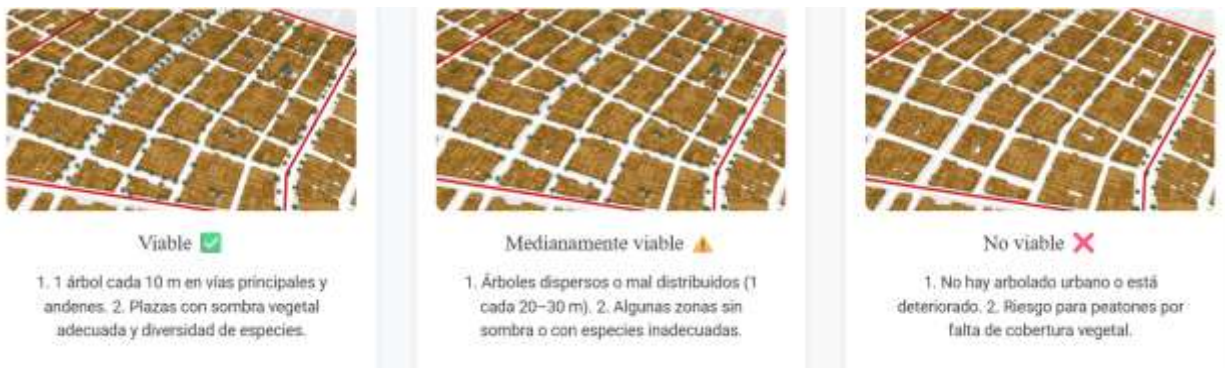 Viable ✅
1. 1 árbol cada 10 m en vías principales y
andenes. 2. Plazas con sombra vegetal
adecuada y diversidad de especies.
Medianamente viable ⚠️
1. Árboles dispersos o mal distribuidos (1
cada 20–30 m). 2. Algunas zonas sin
sombra o con especies inadecuadas.
No viable ❌
1. No hay arbolado urbano o está
deteriorado. 2. Riesgo para peatones por
falta de cobertura vegetal.